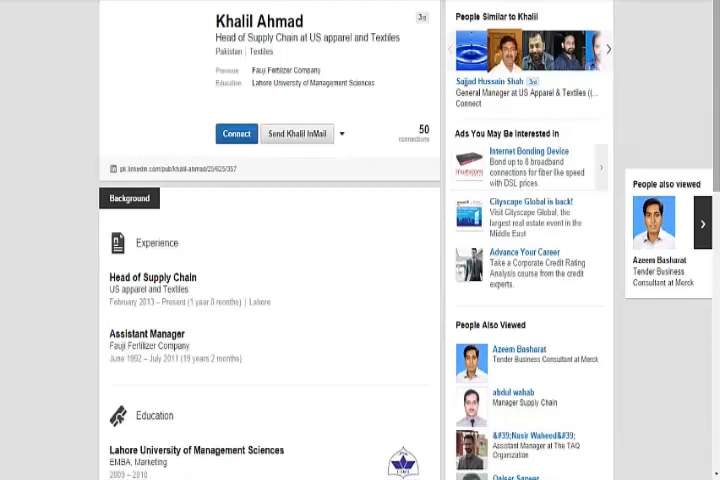 Khalil Ahmad
3rd
Head of Supply Chain at US apparel and Textiles
Pakistan | Textiles
Previous Fauji Fertilizer Company
Education Lahore University of Management Sciences
Connect
Send Khalil InMail
50
connections
pk.linkedin.com/pub/khalil-ahmad/25/625/357
Background
Experience
Head of Supply Chain
US apparel and Textiles
February 2013 – Present (1 year 8 months) | Lahore
Assistant Manager
Fauji Fertilizer Company
June 1992 – July 2011 (19 years 2 months)
Education
Lahore University of Management Sciences
EMBA, Marketing
2009 – 2010
People Similar to Khalil
Sajjad Hussain Shah 3rd
General Manager at US Apparel & Textiles (...
Connect
Ads You May Be Interested In
Internet Bonding Device
Bond up to 8 broadband
connections for fiber like speed
with DSL prices.
Cityscape Global is back!
Visit Cityscape Global, the
largest real estate event in the
Middle East
Advance Your Career
Take a Corporate Credit Rating
Analysis course from the credit
experts.
People Also Viewed
Azeem Basharat
Tender Business Consultant at Merck
abdul wahab
Manager Supply Chain
&#39;Nasir Waheed&#39;
Assistant Manager at The TAQ
Organization
People also viewed
Azeem Basharat
Tender Business
Consultant at Merck